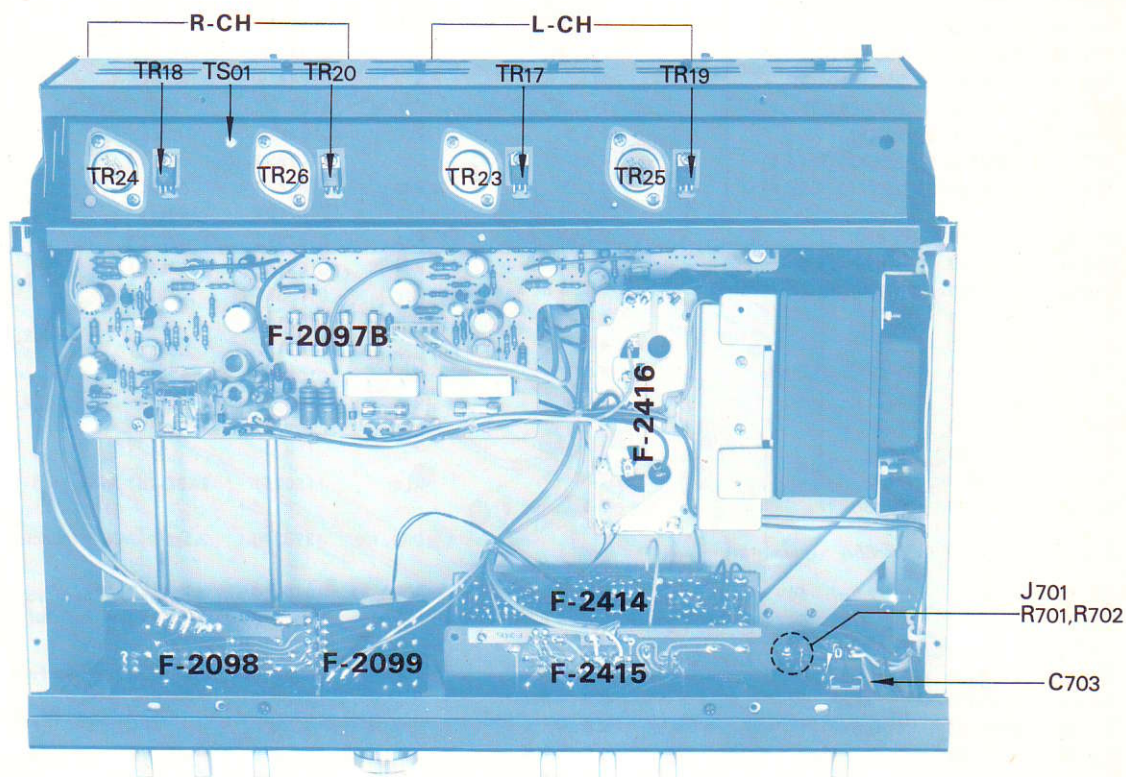 R-CH
L-CH
TR18
TS01
TR20
TR17
TR19
TR24
TR26
TR23
TR25
F-2097B
F-2416
F-2414
J701
R701,R702
F-2098
F-2099
F-2415
C703